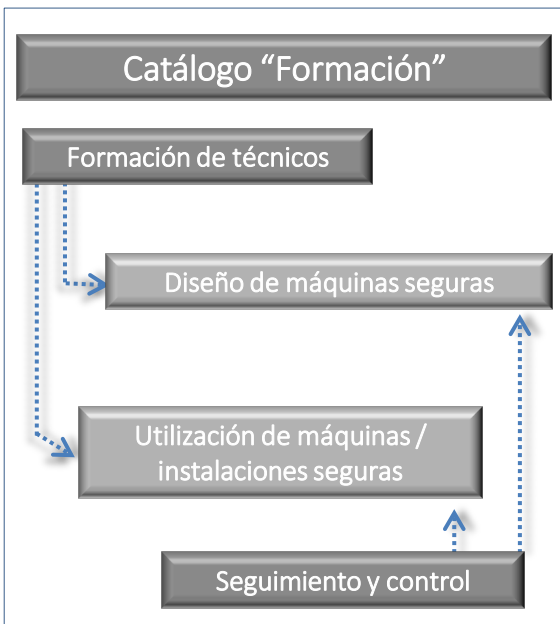 Catálogo “Formación”
Formación de técnicos
Diseño de máquinas seguras
Utilización de máquinas /
instalaciones seguras
Seguimiento y control